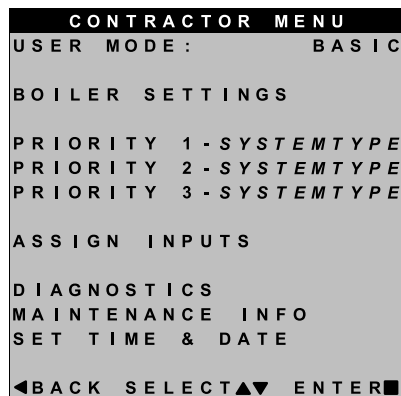 CONTRACTOR MENU
USER MODE: BASIC
BOILER SETTINGS
PRIORITY 1-SYSTEMTYPE
PRIORITY 2-SYSTEMTYPE
PRIORITY 3-SYSTEMTYPE
ASSIGN INPUTS
DIAGNOSTICS
MAINTENANCE INFO
SET TIME & DATE
◀BACK SELECT▲▼ ENTER■